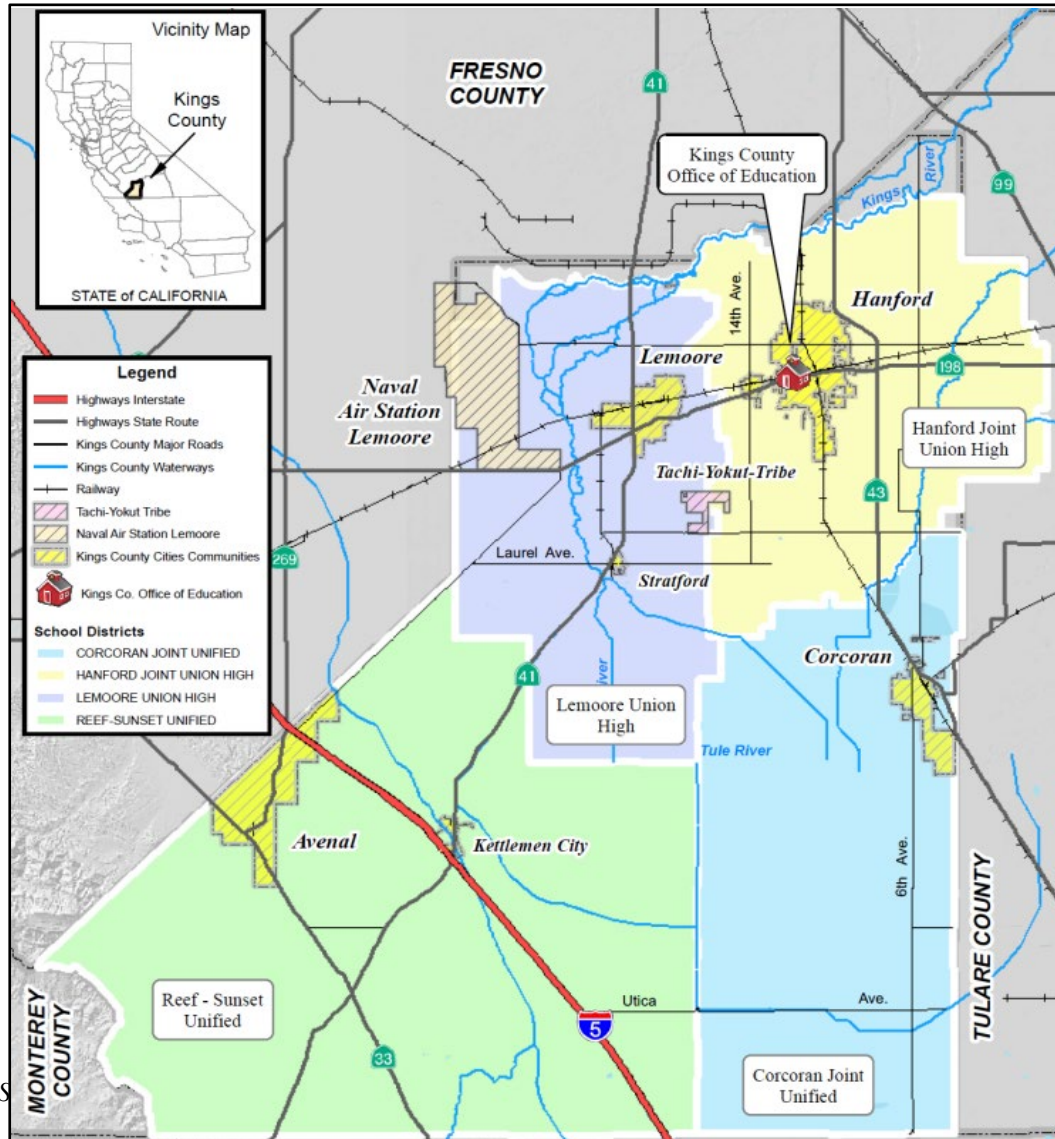 Vicinity Map
Kings
County
STATE of CALIFORNIA
FRESNO
COUNTY
41
Kings County
Office of Education
Kings
River
99
14th Ave.
Hanford
Lemoore
198
Naval
Air Station
Lemoore
Hanford Joint
Union High
Tachi-Yokut-Tribe
43
Legend
Highways Interstate
Highways State Route
Kings County Major Roads
Kings County Waterways
Railway
Tachi-Yokut Tribe
Naval Air Station Lemoore
Kings County Cities Communities
Kings Co. Office of Education
School Districts
CORCORAN JOINT UNIFIED
HANFORD JOINT UNION HIGH
LEMOORE UNION HIGH
REEF-SUNSET UNIFIED
269
Laurel Ave.
Stratford
Corcoran
41
iver
Lemoore Union
High
Tule River
Avenal
Kettlemen City
6th Ave.
TULARE COUNTY
Reef - Sunset
Unified
Utica
Ave.
5
MONTEREY
COUNTY
33
Corcoran Joint
Unified
S